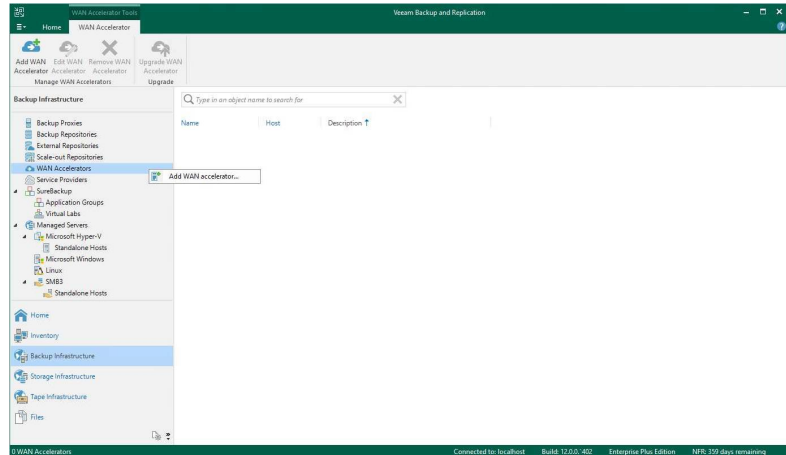 WAN Accelerator Tools
Veeam Backup and Replication
Home
WAN Accelerator
Add WAN Accelerator
Edit WAN Accelerator
Remove WAN Accelerator
Upgrade WAN Accelerator
Manage WAN Accelerators
Upgrade
Backup Infrastructure
Type in an object name to search for
Name Host Description
Backup Proxies
Backup Repositories
External Repositories
Scale-out Repositories
WAN Accelerators
Add WAN accelerator...
Service Providers
SureBackup
Application Groups
Virtual Labs
Managed Servers
Microsoft Hyper-V
Standalone Hosts
Microsoft Windows
Linux
SMB3
Standalone Hosts
Home
Inventory
Backup Infrastructure
Storage Infrastructure
Tape Infrastructure
Files
0 WAN Accelerators
Connected to: localhost Build: 12.0.0.1402 Enterprise Plus Edition NFR: 359 days remaining